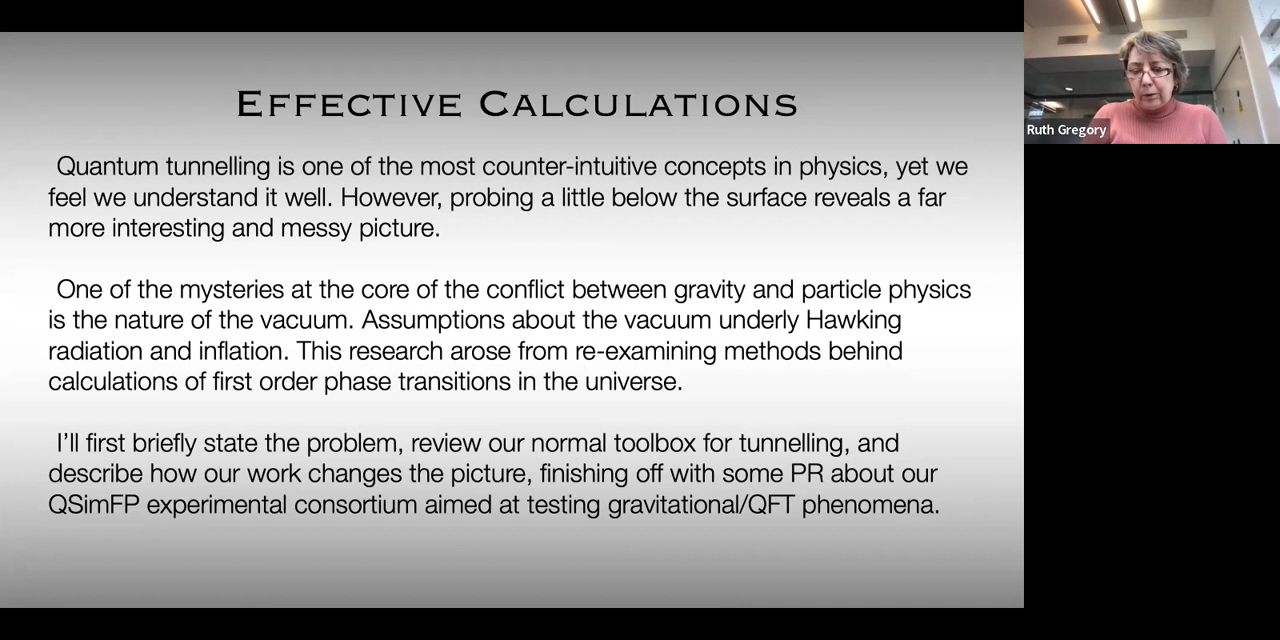 EFFECTIVE CALCULATIONS
Quantum tunnelling is one of the most counter-intuitive concepts in physics, yet we
feel we understand it well. However, probing a little below the surface reveals a far
more interesting and messy picture.
One of the mysteries at the core of the conflict between gravity and particle physics
is the nature of the vacuum. Assumptions about the vacuum underly Hawking
radiation and inflation. This research arose from re-examining methods behind
calculations of first order phase transitions in the universe.
I'll first briefly state the problem, review our normal toolbox for tunnelling, and
describe how our work changes the picture, finishing off with some PR about our
QSimFP experimental consortium aimed at testing gravitational/QFT phenomena.
Ruth Gregory